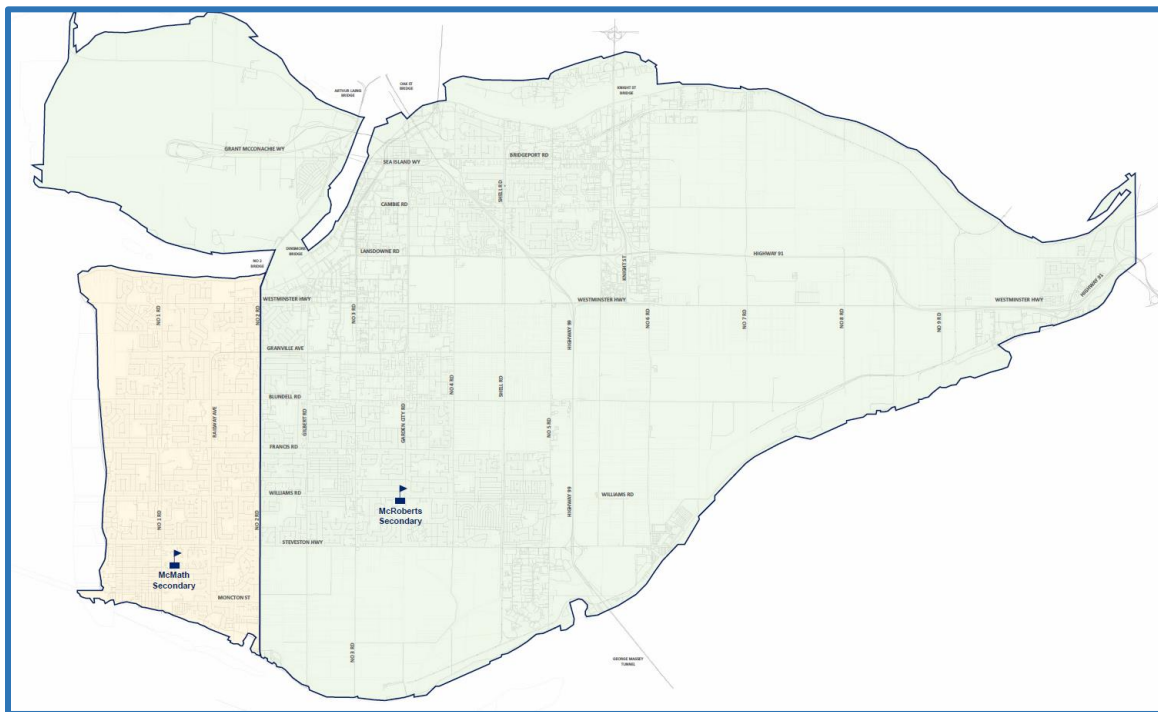 ARTHUR LAING
BRIDGE
OAK ST
BRIDGE
KNIGHT ST
BRIDGE
GRANT MCCONACHIE WY
SEA ISLAND WY
BRIDGEPORT RD
SHELL RD
CAMBIE RD
NO 2
BRIDGE
DINSMORE
BRIDGE
LANSDOWNE RD
KNIGHT ST
HIGHWAY 91
HIGHWAY 91
WESTMINSTER HWY
WESTMINSTER HWY
WESTMINSTER HWY
NO 1 RD
NO 2 RD
NO 3 RD
HIGHWAY 99
NO 6 RD
NO 7 RD
NO 8 RD
NO 9 RD
GRANVILLE AVE
NO 4 RD
SHELL RD
BLUNDELL RD
RAILWAY AVE
GILBERT RD
GARDEN CITY RD
NO 5 RD
FRANCIS RD
WILLIAMS RD
WILLIAMS RD
HIGHWAY 99
McRoberts
Secondary
NO 1 RD
NO 2 RD
STEVESTON HWY
McMath
Secondary
MONCTON ST
NO 3 RD
GEORGE MASSEY
TUNNEL